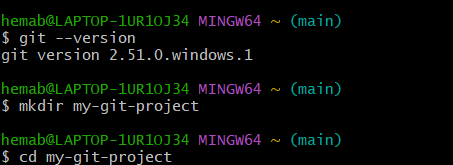 hemab@LAPTOP-1UR1OJ34 MINGW64 ~ (main)
$ git --version
git version 2.51.0.windows.1
hemab@LAPTOP-1UR1OJ34 MINGW64 ~ (main)
$ mkdir my-git-project
hemab@LAPTOP-1UR1OJ34 MINGW64 ~ (main)
$ cd my-git-project